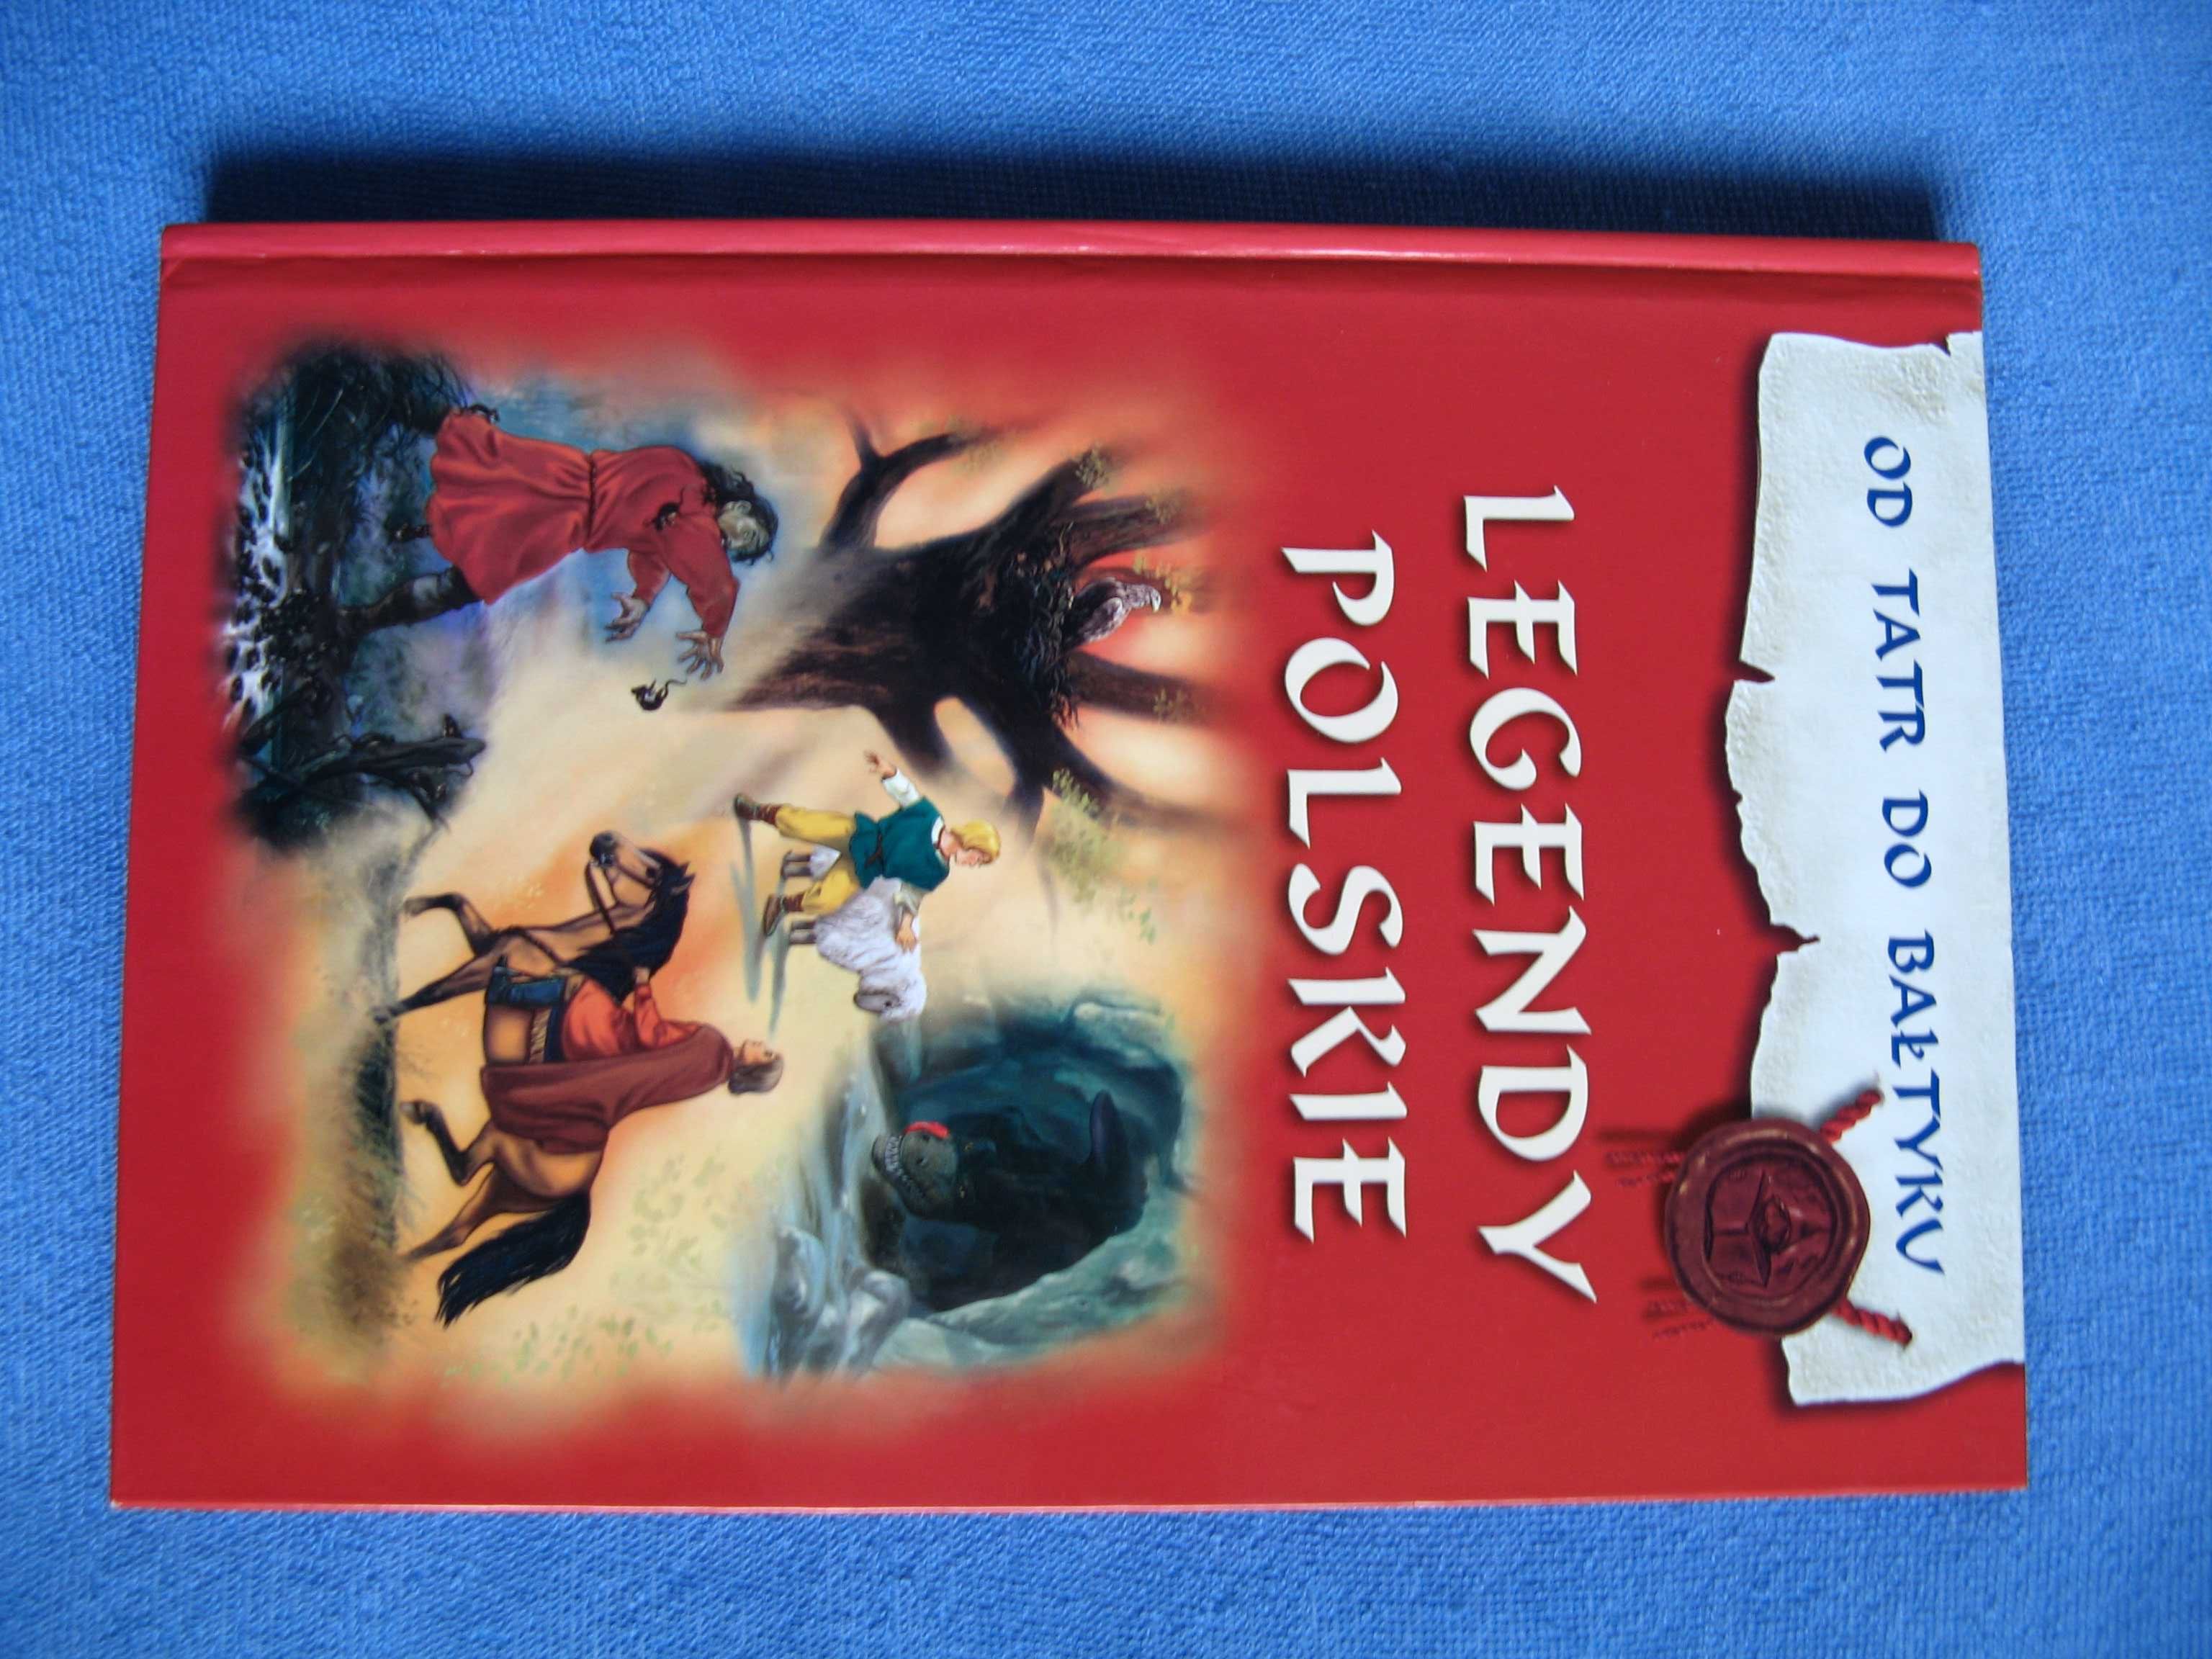 OD TATR DO BAŁTYKU
LEGENDY
POLSKIE